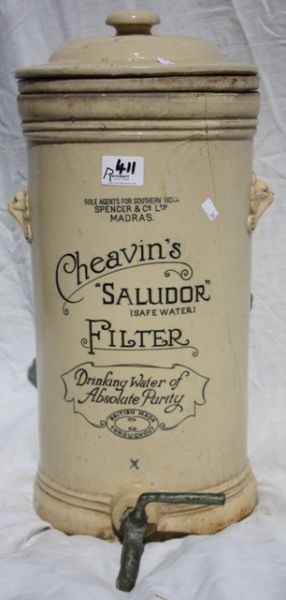 411
SOLE AGENTS FOR SOUTHERN INDIA
SPENCER & Co LTD
MADRAS.
Cheavin's
"SALUDOR"
(SAFE WATER)
FILTER
Drinking Water of
Absolute Purity
BRITISH MADE
THROUGHOUT
X